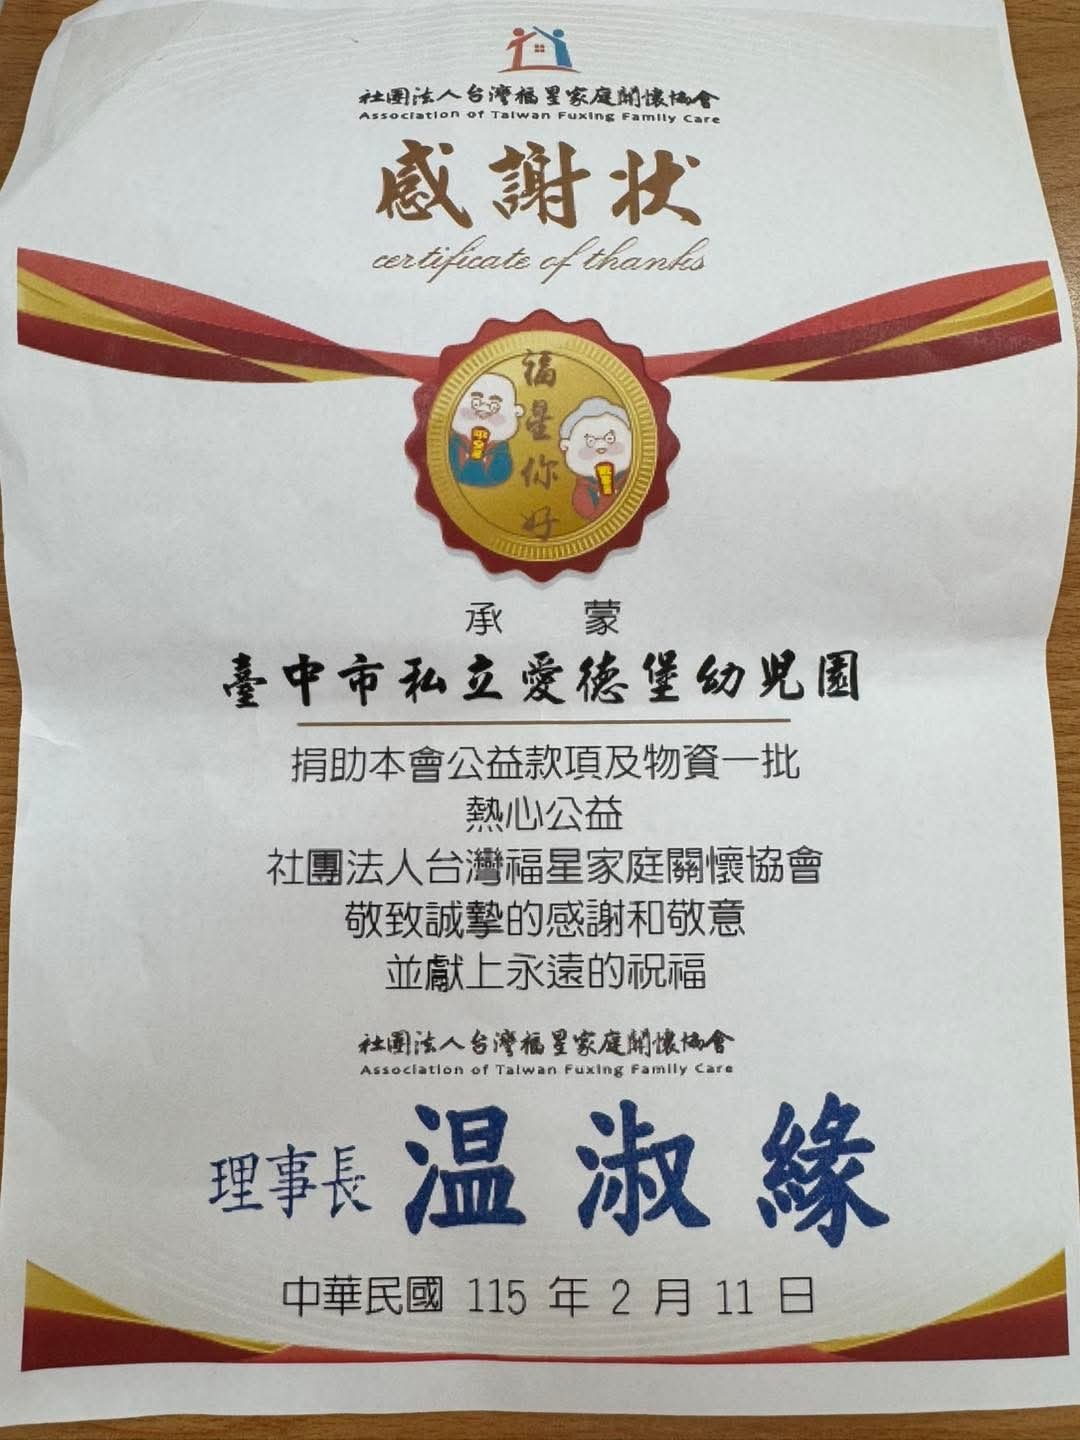 社團法人台灣福星家庭關懷協會
Association of Taiwan Fuxing Family Care
感謝狀
certificate of thanks
福星你好
承蒙
臺中市私立愛德堡幼兒園
捐助本會公益款項及物資一批
熱心公益
社團法人台灣福星家庭關懷協會
敬致誠摯的感謝和敬意
並獻上永遠的祝福
社團法人台灣福星家庭關懷協會
Association of Taiwan Fuxing Family Care
理事長 溫淑緣
中華民國 115 年 2 月 11 日